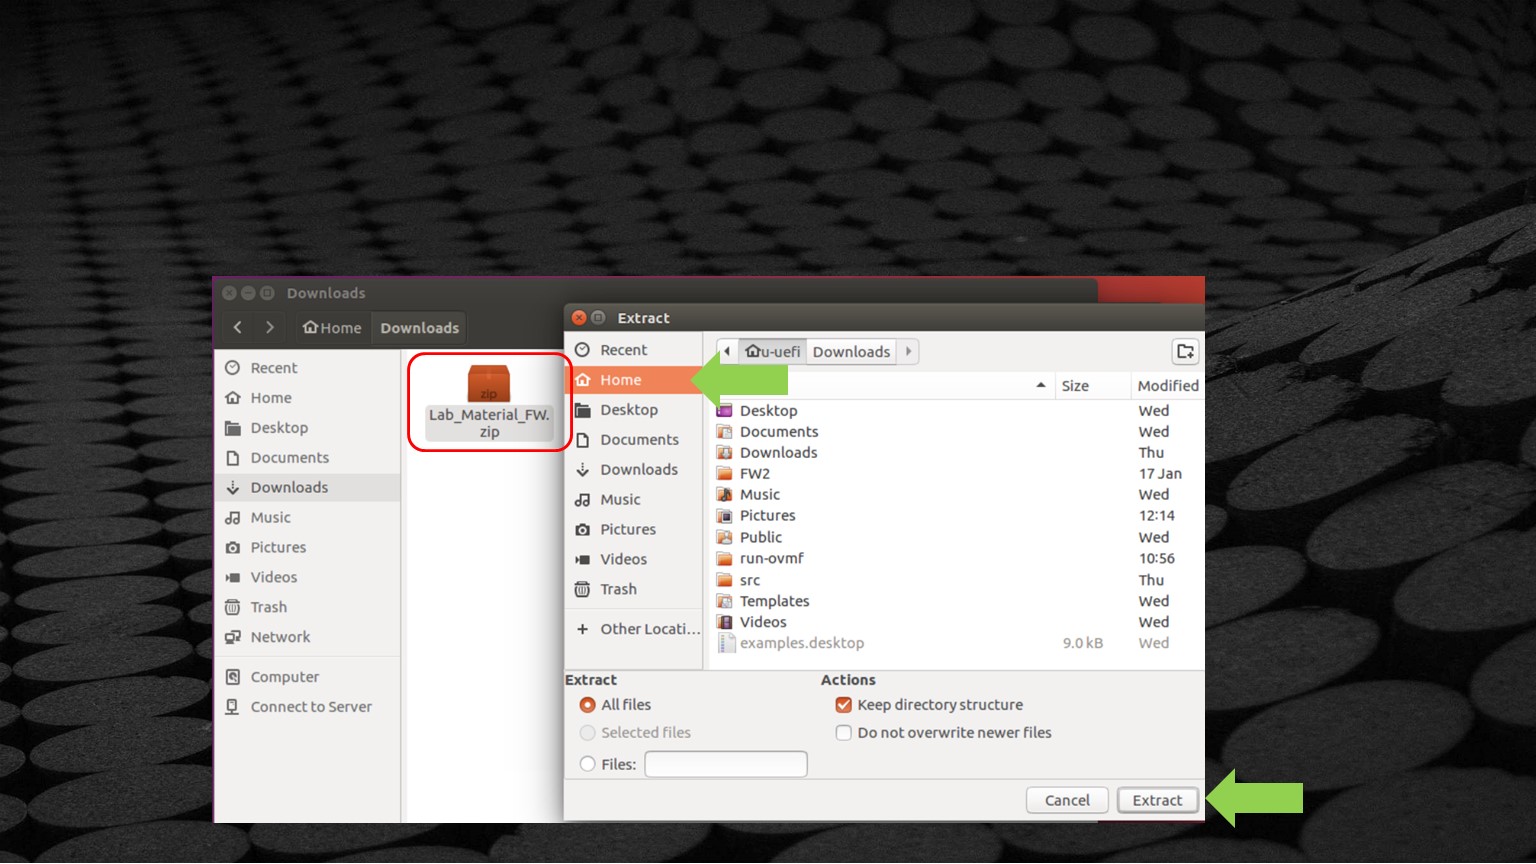 Downloads
Home Downloads
Recent
Home
Desktop
Documents
Downloads
Music
Pictures
Videos
Trash
Network
Computer
Connect to Server
zip
Lab_Material_FW.
zip
Extract
Recent
Home
Desktop
Documents
Downloads
Music
Pictures
Videos
Trash
+ Other Locati...
u-uefi Downloads
Size Modified
Desktop Wed
Documents Wed
Downloads Thu
FW2 17 Jan
Music Wed
Pictures 12:14
Public Wed
run-ovmf 10:56
src Thu
Templates Wed
Videos Wed
examples.desktop 9.0 kB Wed
Extract
All files
Selected files
Files:
Actions
Keep directory structure
Do not overwrite newer files
Cancel Extract